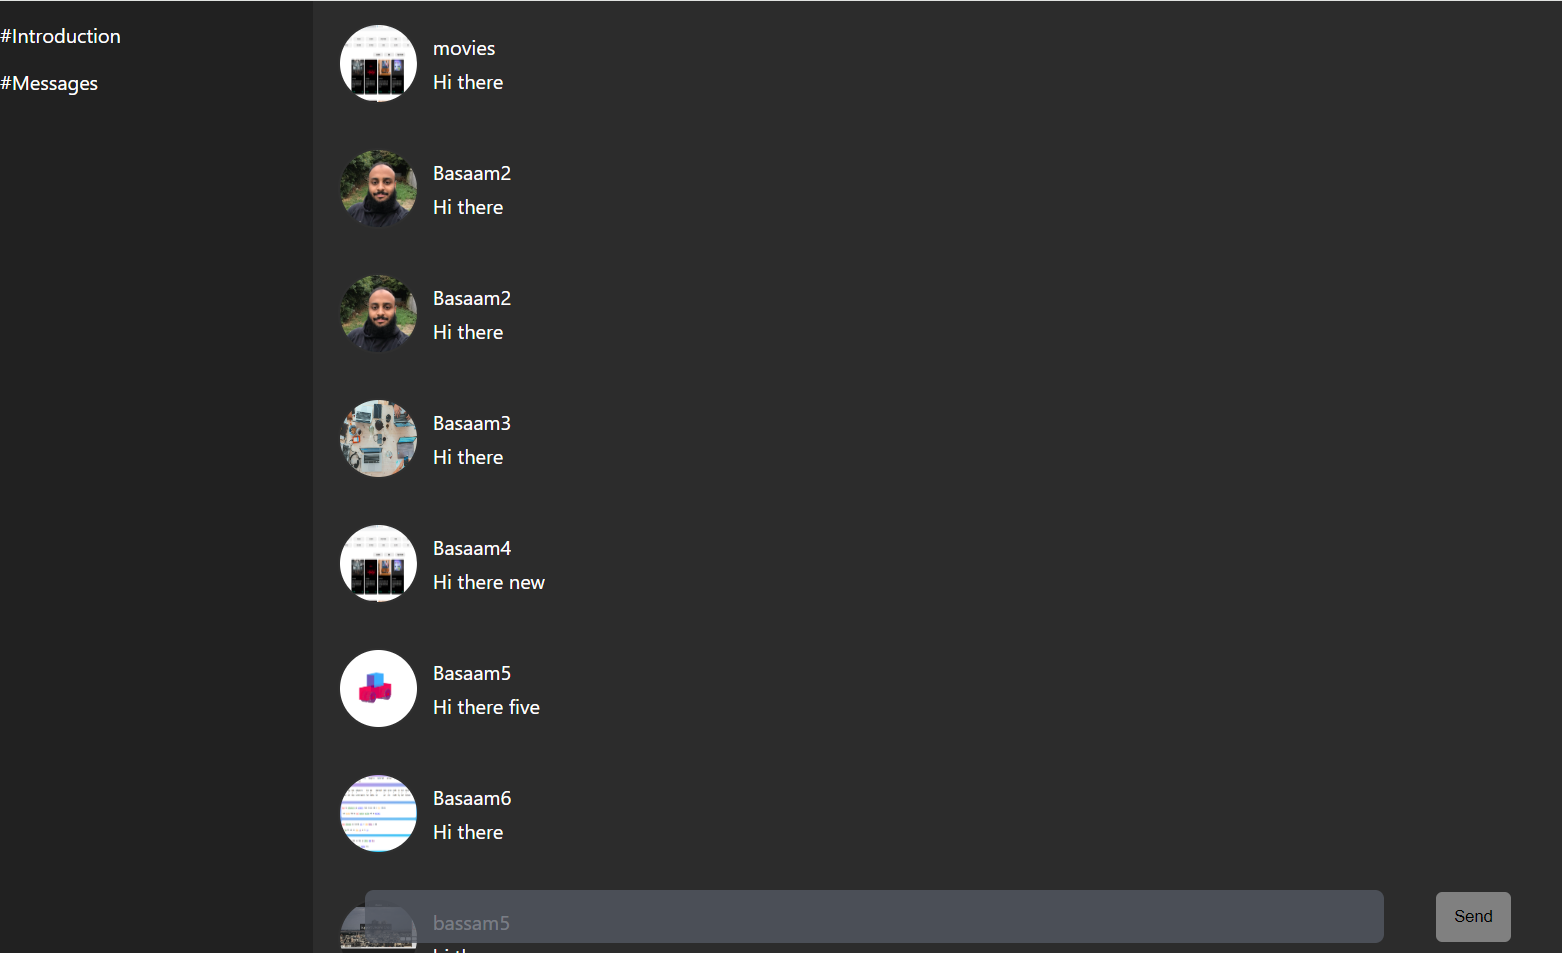 #Introduction
#Messages
movies
Hi there
Basaam2
Hi there
Basaam2
Hi there
Basaam3
Hi there
Basaam4
Hi there new
Basaam5
Hi there five
Basaam6
Hi there
bassam5
Send